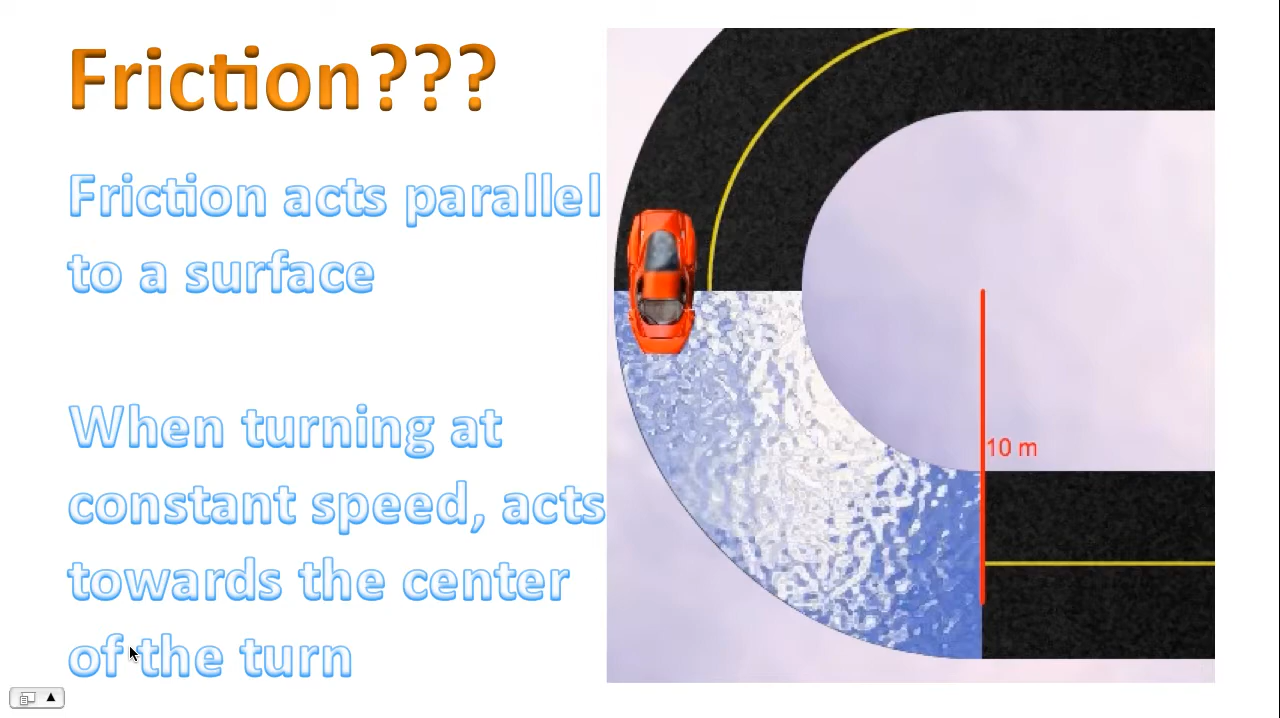 Friction???
Friction acts parallel
to a surface
When turning at
constant speed, acts
towards the center
of the turn
10 m